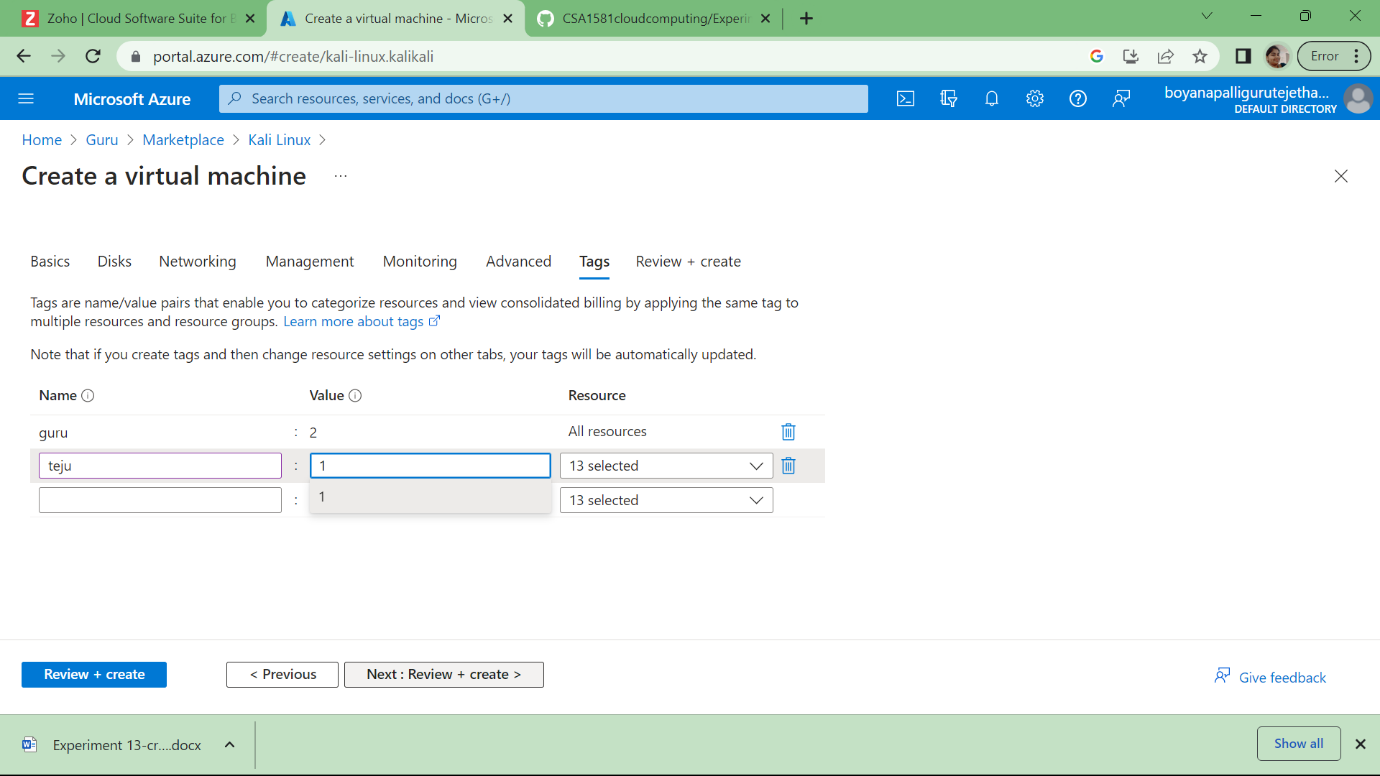 Zoho | Cloud Software Suite for B
Create a virtual machine - Micros
CSA1581cloudcomputing/Experi
portal.azure.com/#create/kali-linux.kalikali
Error
Microsoft Azure
Search resources, services, and docs (G+/)
boyanapalligurutejetha...
DEFAULT DIRECTORY
Home > Guru > Marketplace > Kali Linux >
Create a virtual machine ...
Basics Disks Networking Management Monitoring Advanced Tags Review + create
Tags are name/value pairs that enable you to categorize resources and view consolidated billing by applying the same tag to
multiple resources and resource groups. Learn more about tags
Note that if you create tags and then change resource settings on other tabs, your tags will be automatically updated.
Name Value Resource
guru : 2 All resources
teju : 1 13 selected
: 13 selected
1
Review + create < Previous Next : Review + create > Give feedback
Experiment 13-cr....docx Show all